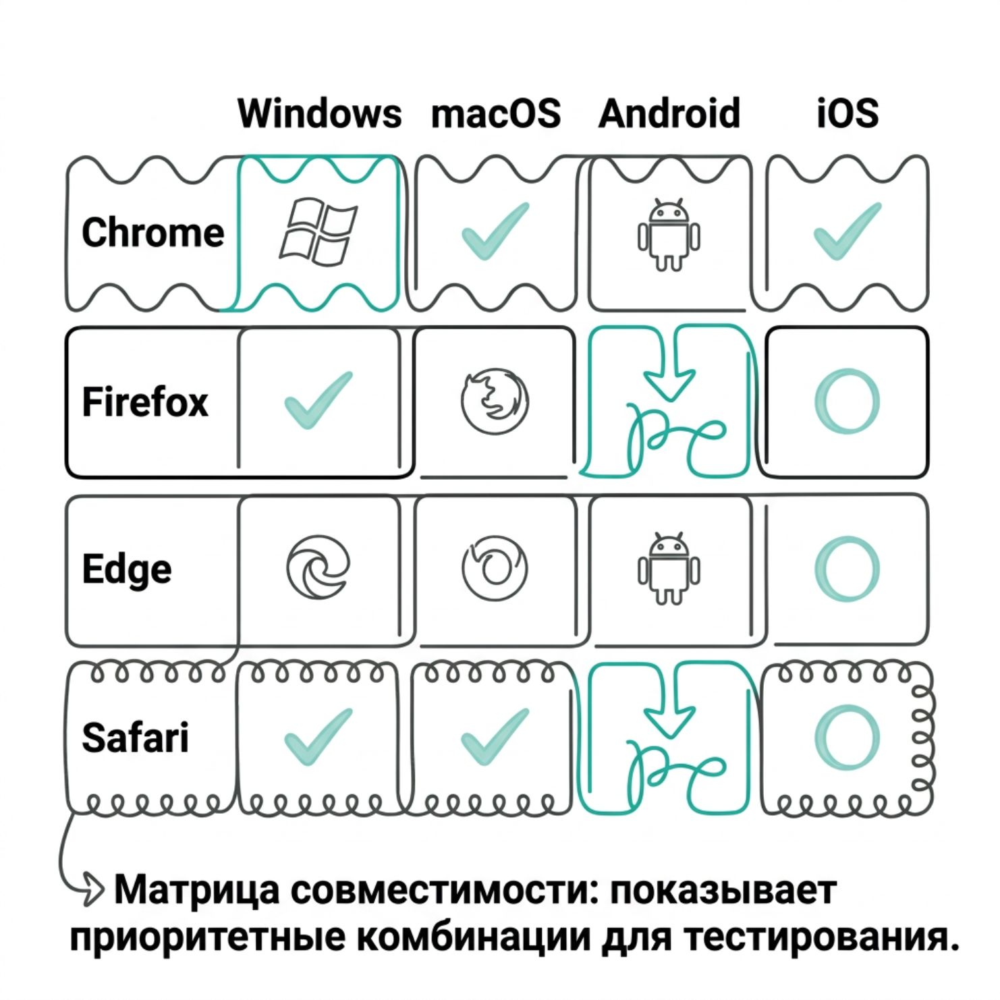 Windows macOS Android iOS
Chrome
Firefox
Edge
Safari
Матрица совместимости: показывает
приоритетные комбинации для тестирования.